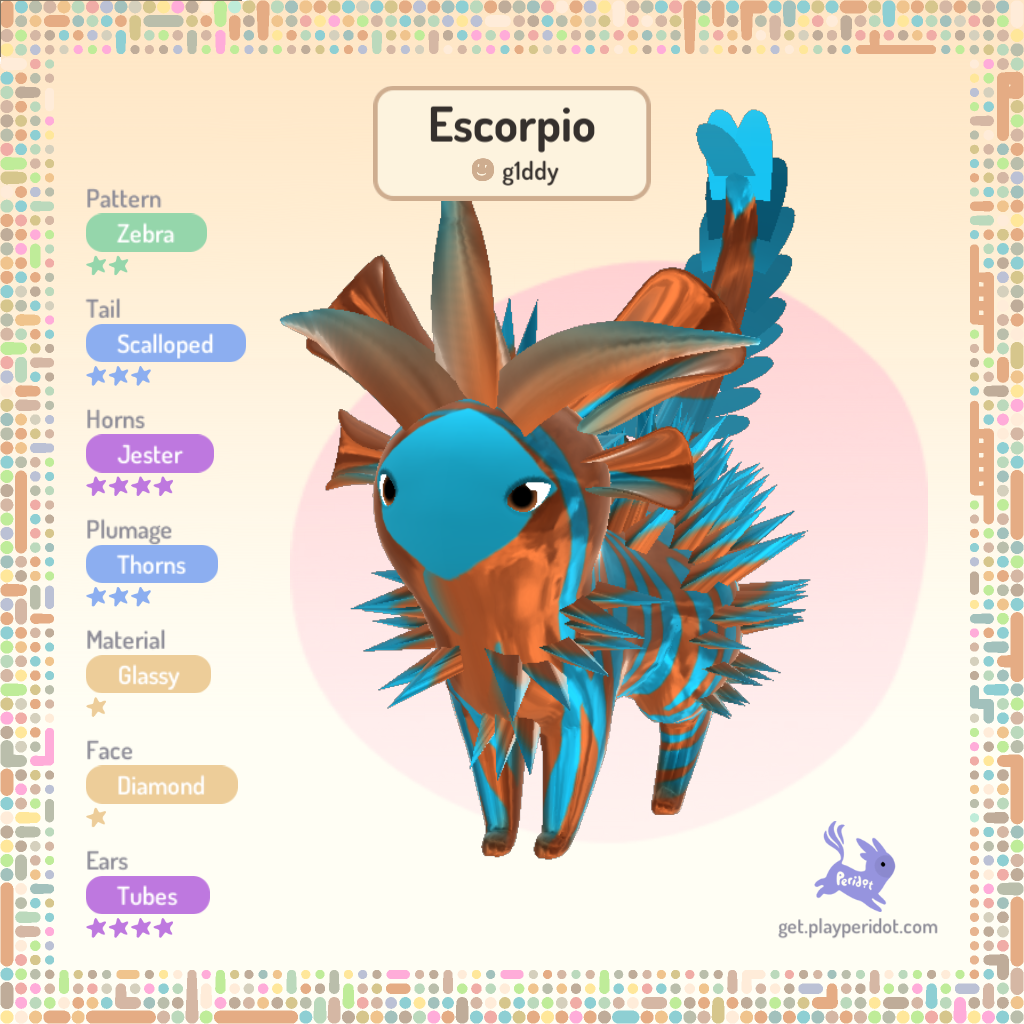 Escorpio
g1ddy
Pattern
Zebra
Tail
Scalloped
Horns
Jester
Plumage
Thorns
Material
Glassy
Face
Diamond
Ears
Tubes
Peridot
get.playperidot.com